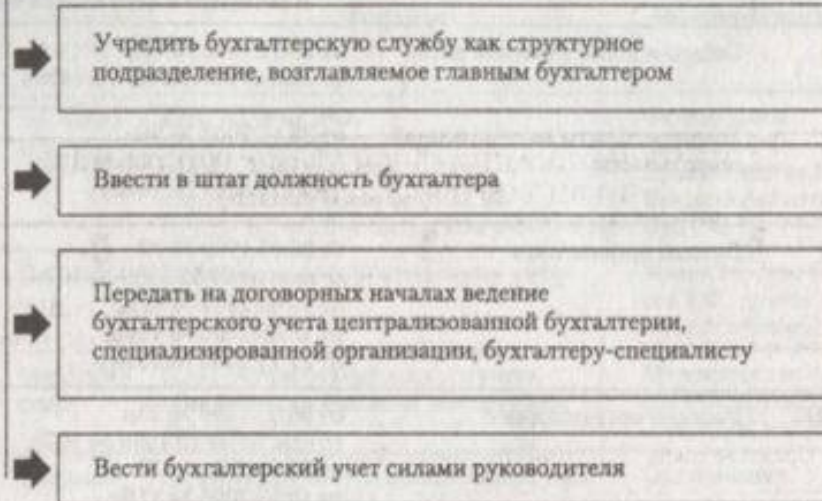 Учредить бухгалтерскую службу как структурное
подразделение, возглавляемое главным бухгалтером
Ввести в штат должность бухгалтера
Передать на договорных началах ведение
бухгалтерского учета централизованной бухгалтерии,
специализированной организации, бухгалтеру-специалисту
Вести бухгалтерский учет силами руководителя